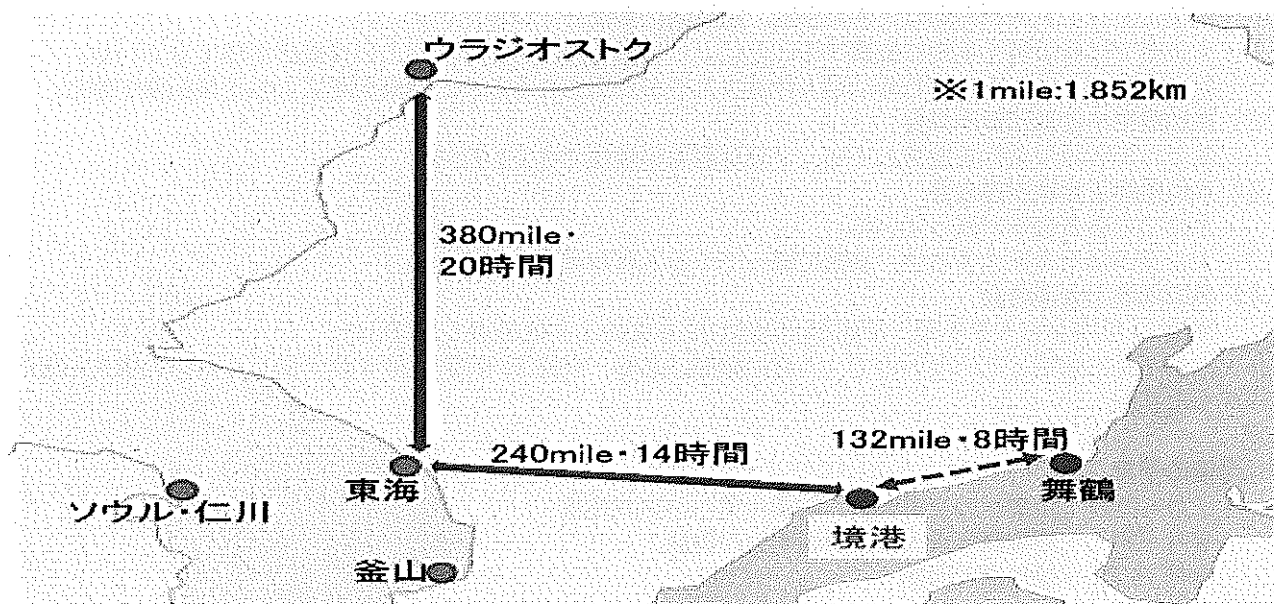 ウラジオストク
※1mile:1.852km
380mile・
20時間
240mile・14時間
132mile・8時間
東海
舞鶴
ソウル・仁川
境港
釜山